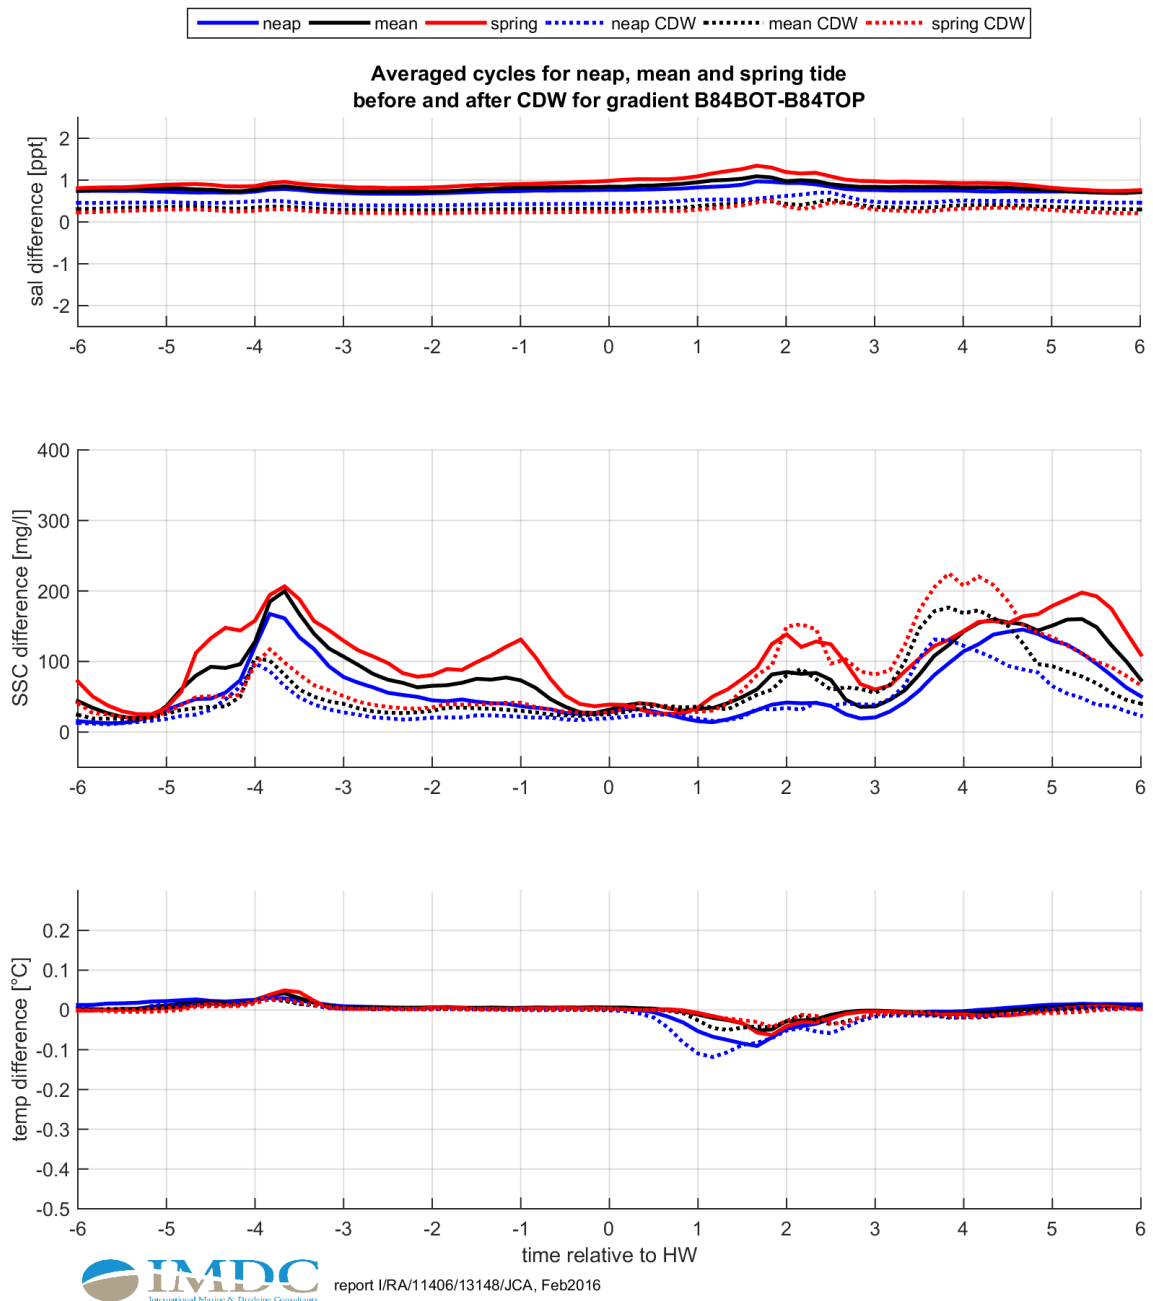 neap mean spring neap CDW mean CDW spring CDW
Averaged cycles for neap, mean and spring tide
before and after CDW for gradient B84BOT-B84TOP
sal difference [ppt]
2
1
0
-1
-2
-6 -5 -4 -3 -2 -1 0 1 2 3 4 5 6
SSC difference [mg/l]
400
300
200
100
0
-6 -5 -4 -3 -2 -1 0 1 2 3 4 5 6
temp difference [°C]
0.2
0.1
0
-0.1
-0.2
-0.3
-0.4
-0.5
-6 -5 -4 -3 -2 -1 0 1 2 3 4 5 6
time relative to HW
IMDC
International Marine & Dredging Consultants
report I/RA/11406/13148/JCA, Feb2016